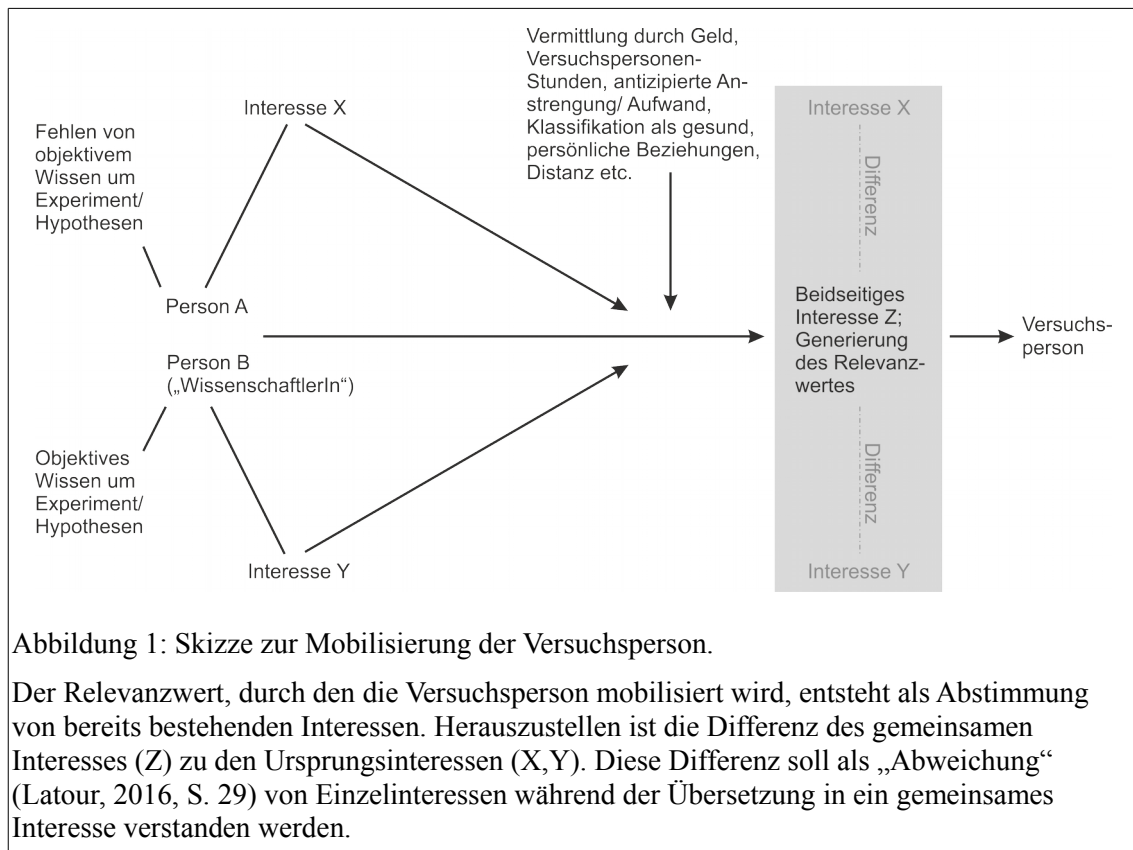 Vermittlung durch Geld,
Versuchspersonen-
Stunden, antizipierte An-
strengung/ Aufwand,
Klassifikation als gesund,
persönliche Beziehungen,
Distanz etc.
Interesse X
Fehlen von
objektivem
Wissen um
Experiment/
Hypothesen
Person A
Person B
(„WissenschaftlerIn“)
Objektives
Wissen um
Experiment/
Hypothesen
Interesse Y
Interesse X
Differenz
Beidseitiges
Interesse Z;
Generierung
des Relevanz-
wertes
Differenz
Interesse Y
Versuchs-
person
Abbildung 1: Skizze zur Mobilisierung der Versuchsperson.
Der Relevanzwert, durch den die Versuchsperson mobilisiert wird, entsteht als Abstimmung
von bereits bestehenden Interessen. Herauszustellen ist die Differenz des gemeinsamen
Interesses (Z) zu den Ursprungsinteressen (X,Y). Diese Differenz soll als „Abweichung“
(Latour, 2016, S. 29) von Einzelinteressen während der Übersetzung in ein gemeinsames
Interesse verstanden werden.